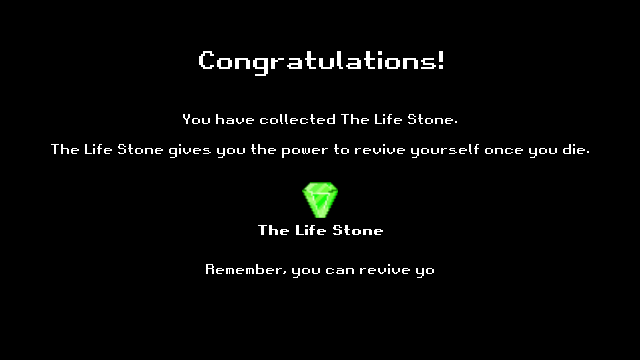 Congratulations!
You have collected The Life Stone.
The Life Stone gives you the power to revive yourself once you die.
The Life Stone
Remember, you can revive yo